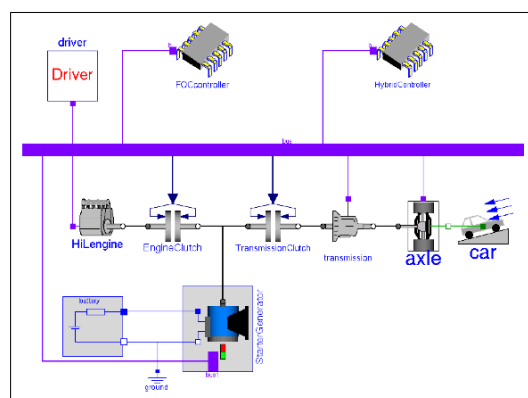 driver
Driver
FOCcontroller
HybridController
bus
HiLengine
EngineClutch
TransmissionClutch
transmission
axle
car
battery
StarterGenerator
ground